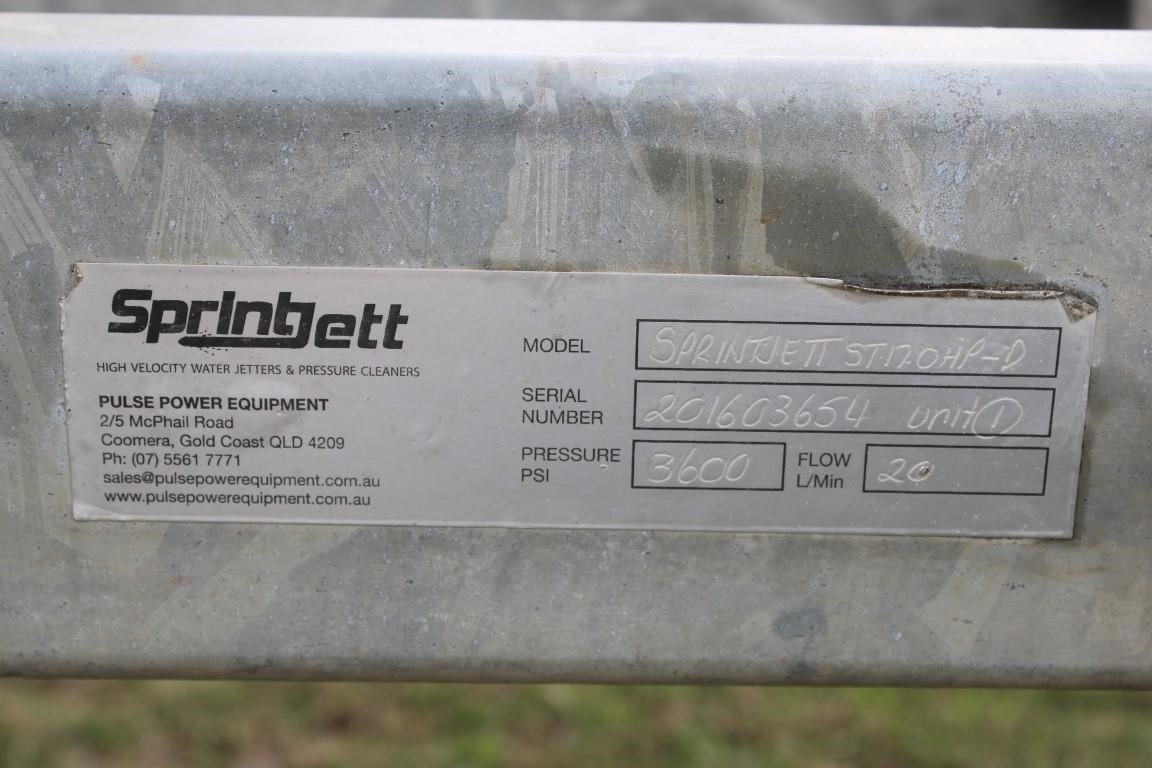 SprintJett
HIGH VELOCITY WATER JETTERS & PRESSURE CLEANERS
PULSE POWER EQUIPMENT
2/5 McPhail Road
Coomera, Gold Coast QLD 4209
Ph: (07) 5561 7771
sales@pulsepowerequipment.com.au
www.pulsepowerequipment.com.au
MODEL SPRINTJETT ST17.0HP-D
SERIAL NUMBER 201603654 UNIT 1
PRESSURE PSI 3600 FLOW L/Min 20